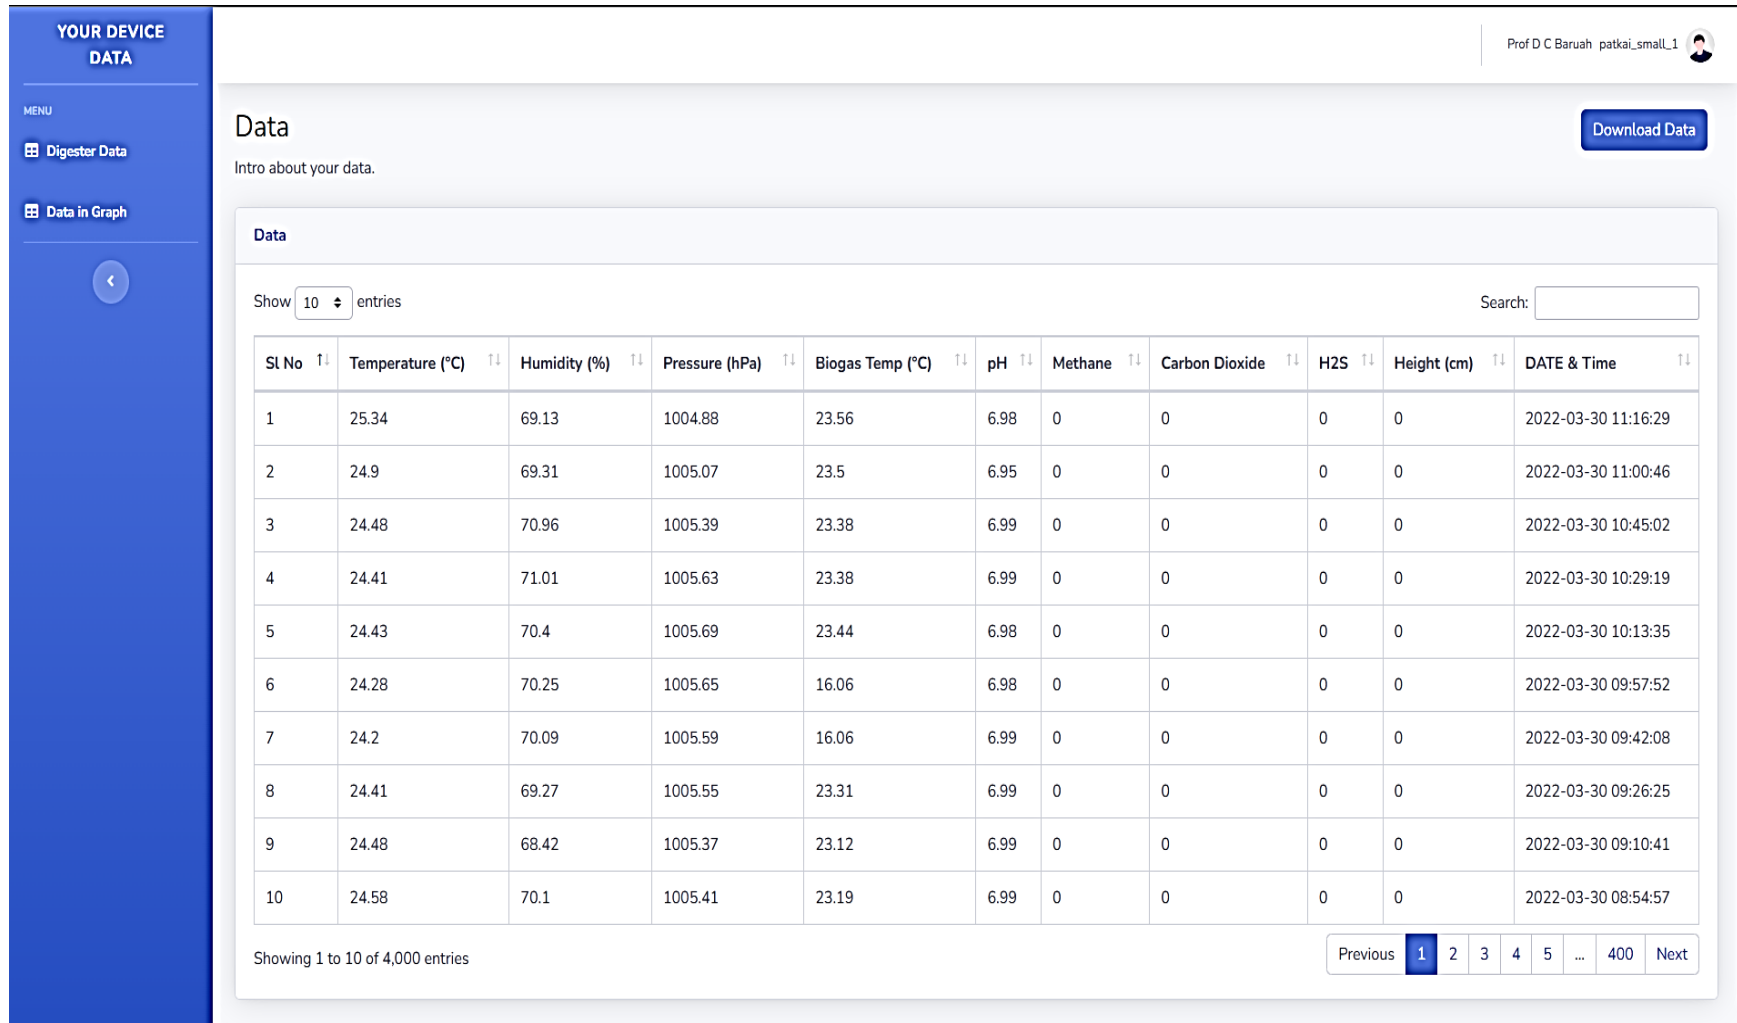 YOUR DEVICE
DATA
Prof D C Baruah patkai_small_1
MENU
Digester Data
Data in Graph
Data
Download Data
Intro about your data.
Data
Show 10 entries
Search:
Sl No Temperature (°C) Humidity (%) Pressure (hPa) Biogas Temp (°C) pH Methane Carbon Dioxide H2S Height (cm) DATE & Time
1 25.34 69.13 1004.88 23.56 6.98 0 0 0 0 2022-03-30 11:16:29
2 24.9 69.31 1005.07 23.5 6.95 0 0 0 0 2022-03-30 11:00:46
3 24.48 70.96 1005.39 23.38 6.99 0 0 0 0 2022-03-30 10:45:02
4 24.41 71.01 1005.63 23.38 6.99 0 0 0 0 2022-03-30 10:29:19
5 24.43 70.4 1005.69 23.44 6.98 0 0 0 0 2022-03-30 10:13:35
6 24.28 70.25 1005.65 16.06 6.98 0 0 0 0 2022-03-30 09:57:52
7 24.2 70.09 1005.59 16.06 6.99 0 0 0 0 2022-03-30 09:42:08
8 24.41 69.27 1005.55 23.31 6.99 0 0 0 0 2022-03-30 09:26:25
9 24.48 68.42 1005.37 23.12 6.99 0 0 0 0 2022-03-30 09:10:41
10 24.58 70.1 1005.41 23.19 6.99 0 0 0 0 2022-03-30 08:54:57
Showing 1 to 10 of 4,000 entries
Previous 1 2 3 4 5 ... 400 Next